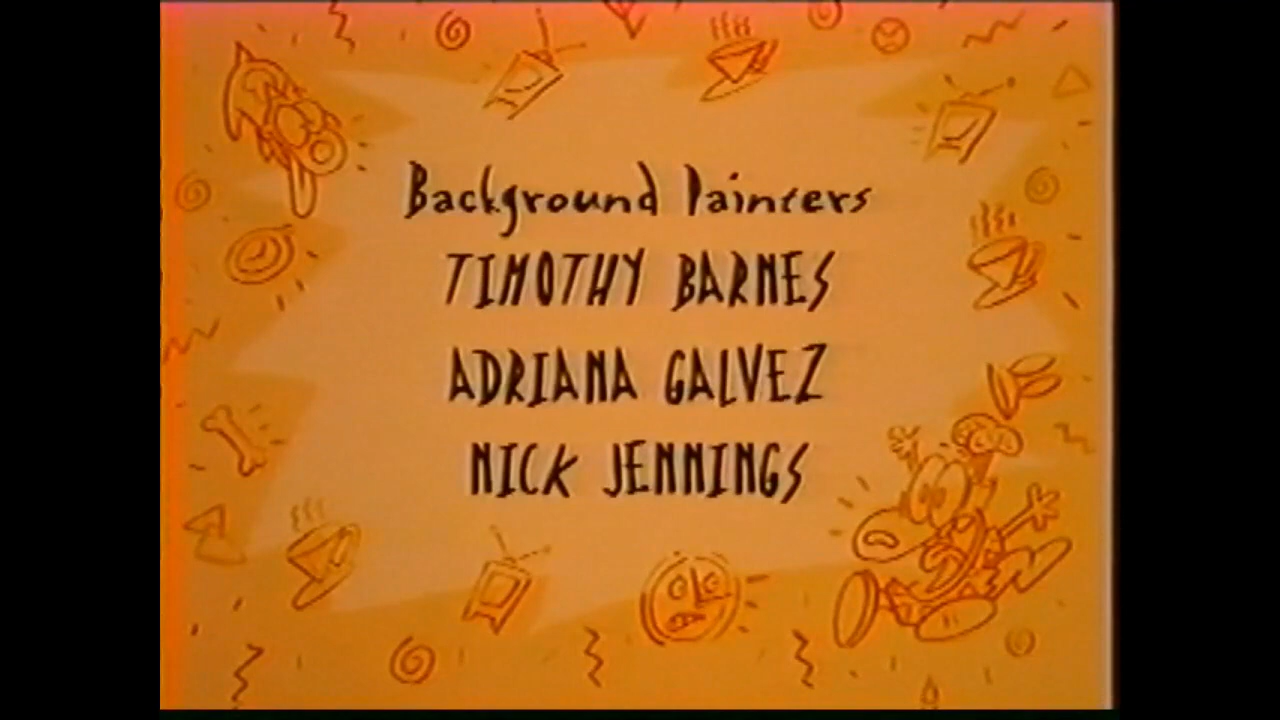 Background Painters
TIMOTHY BARNES
ADRIANA GALVEZ
NICK JENNINGS